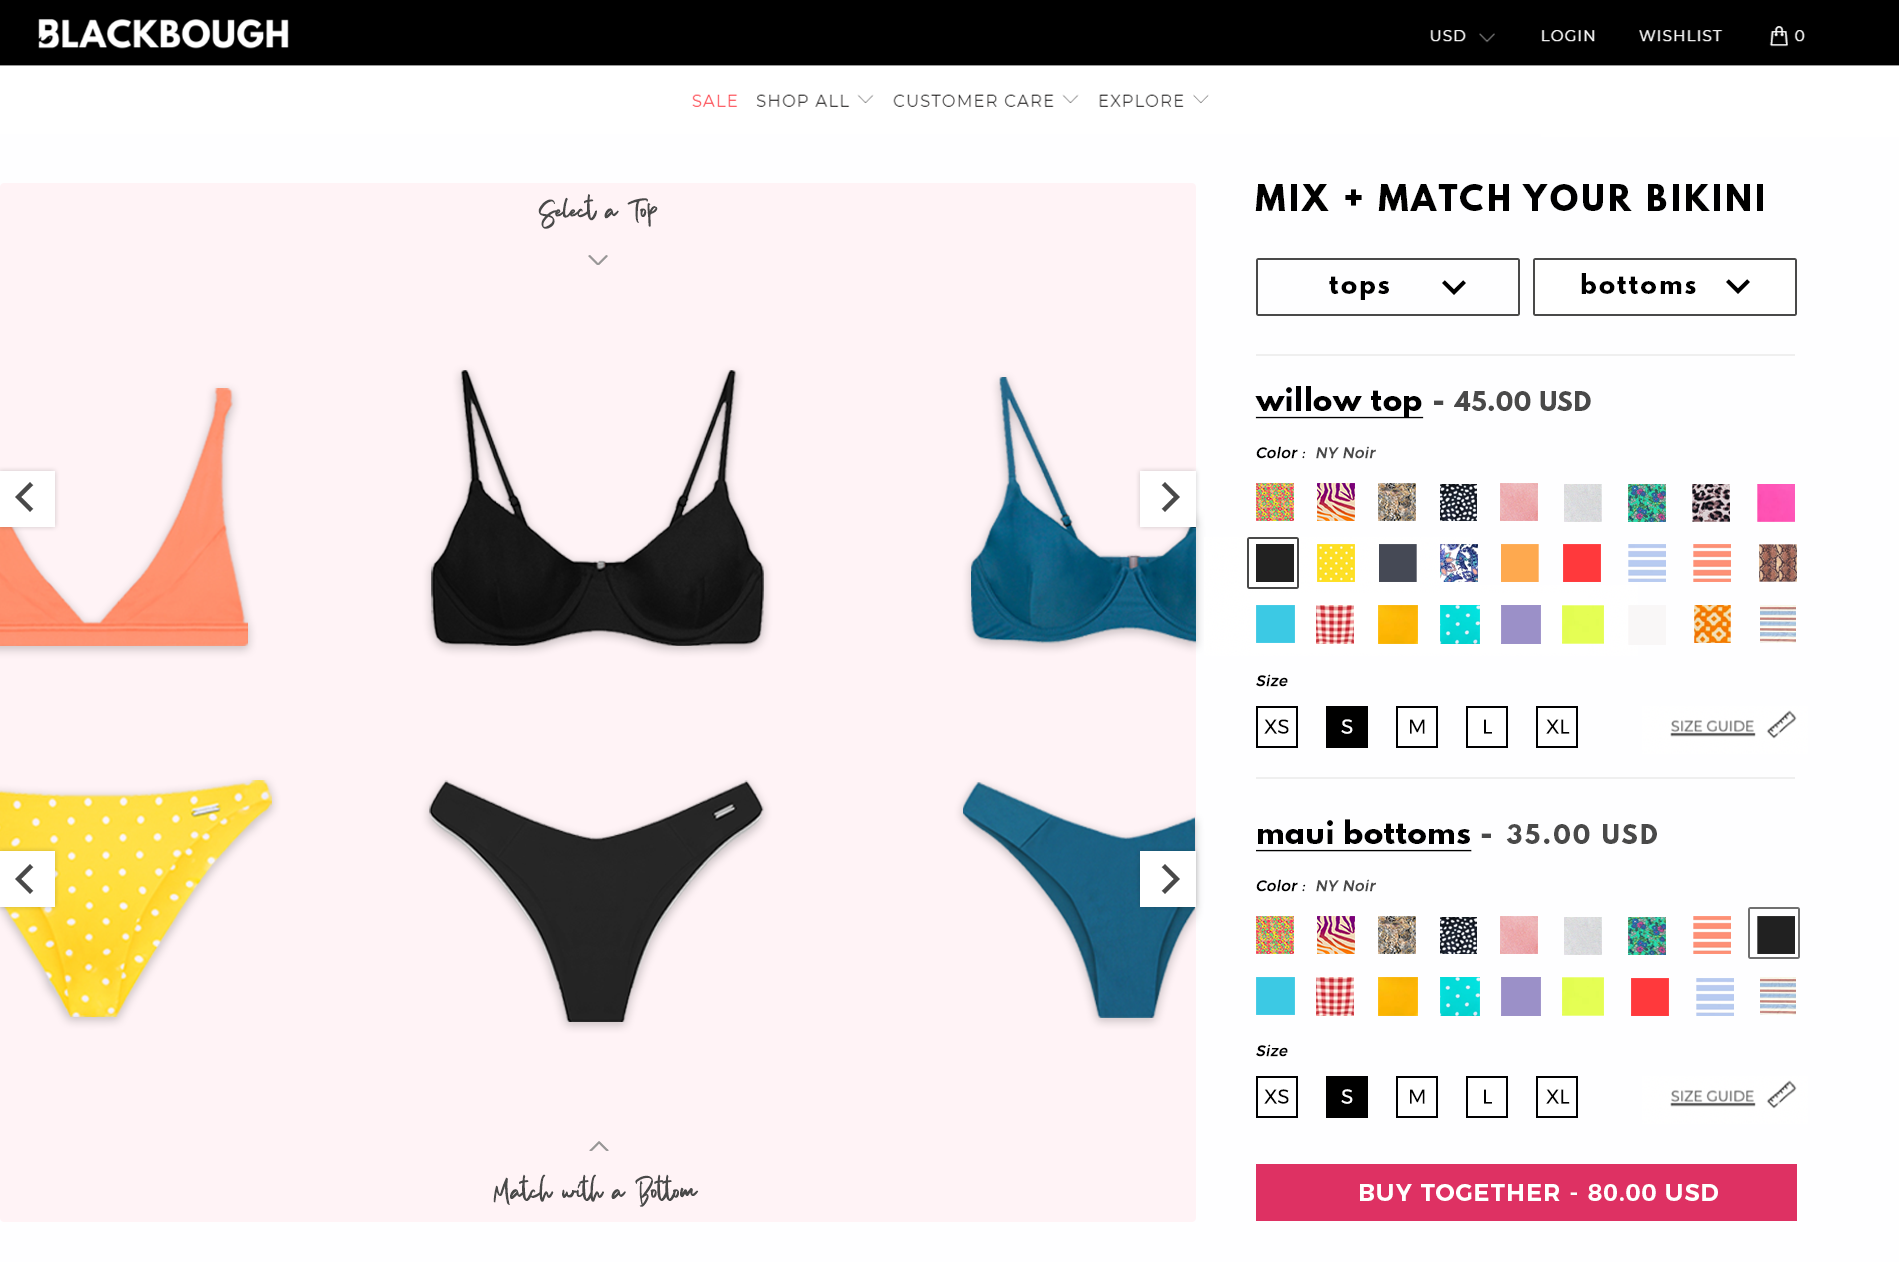 BLACKBOUGH
USD LOGIN WISHLIST 0
SALE SHOP ALL CUSTOMER CARE EXPLORE
Select a Top
Match with a Bottom
MIX + MATCH YOUR BIKINI
tops bottoms
willow top - 45.00 USD
Color : NY Noir
Size
XS S M L XL SIZE GUIDE
maui bottoms - 35.00 USD
Color : NY Noir
Size
XS S M L XL SIZE GUIDE
BUY TOGETHER - 80.00 USD